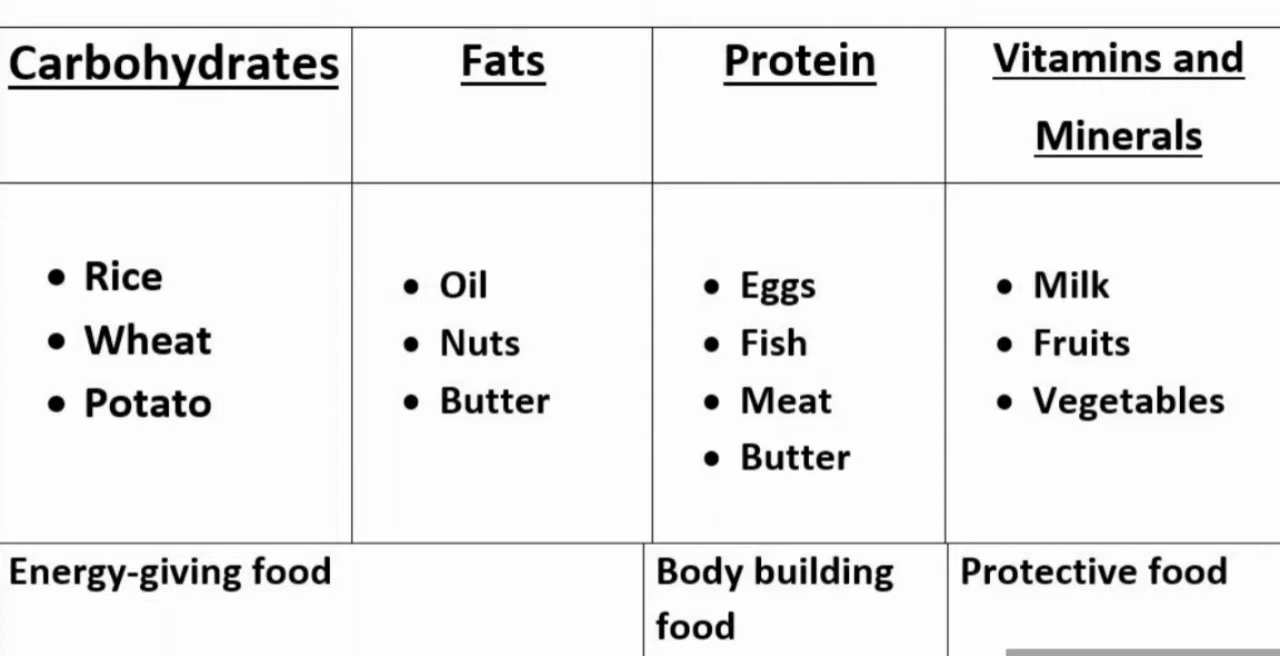 Carbohydrates
Fats
Protein
Vitamins and
Minerals
• Rice
• Wheat
• Potato
• Oil
• Nuts
• Butter
• Eggs
• Fish
• Meat
• Butter
• Milk
• Fruits
• Vegetables
Energy-giving food
Body building
food
Protective food